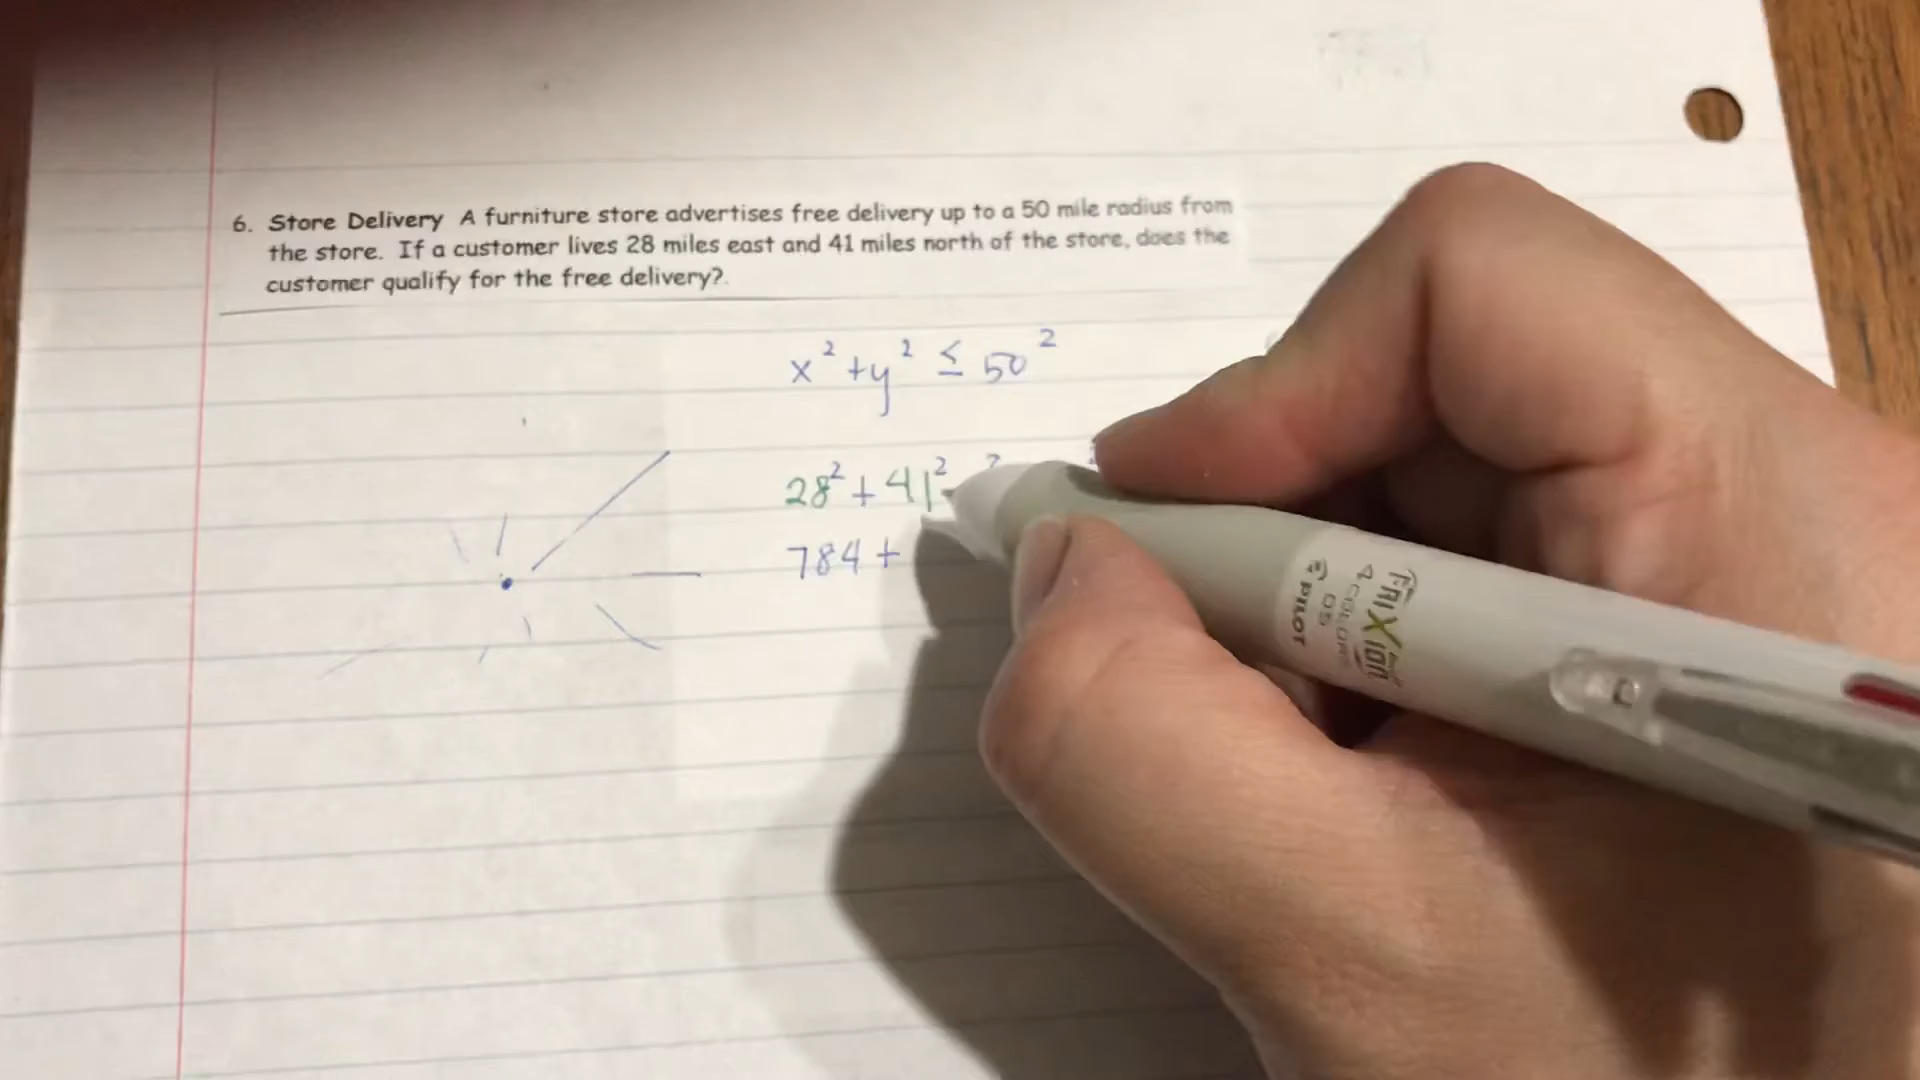 6. Store Delivery A furniture store advertises free delivery up to a 50 mile radius from
the store. If a customer lives 28 miles east and 41 miles north of the store, does the
customer qualify for the free delivery?.
x² + y² ≤ 50²
28² + 41²
784 +
FRIXION
4 COLORS
05
PILOT